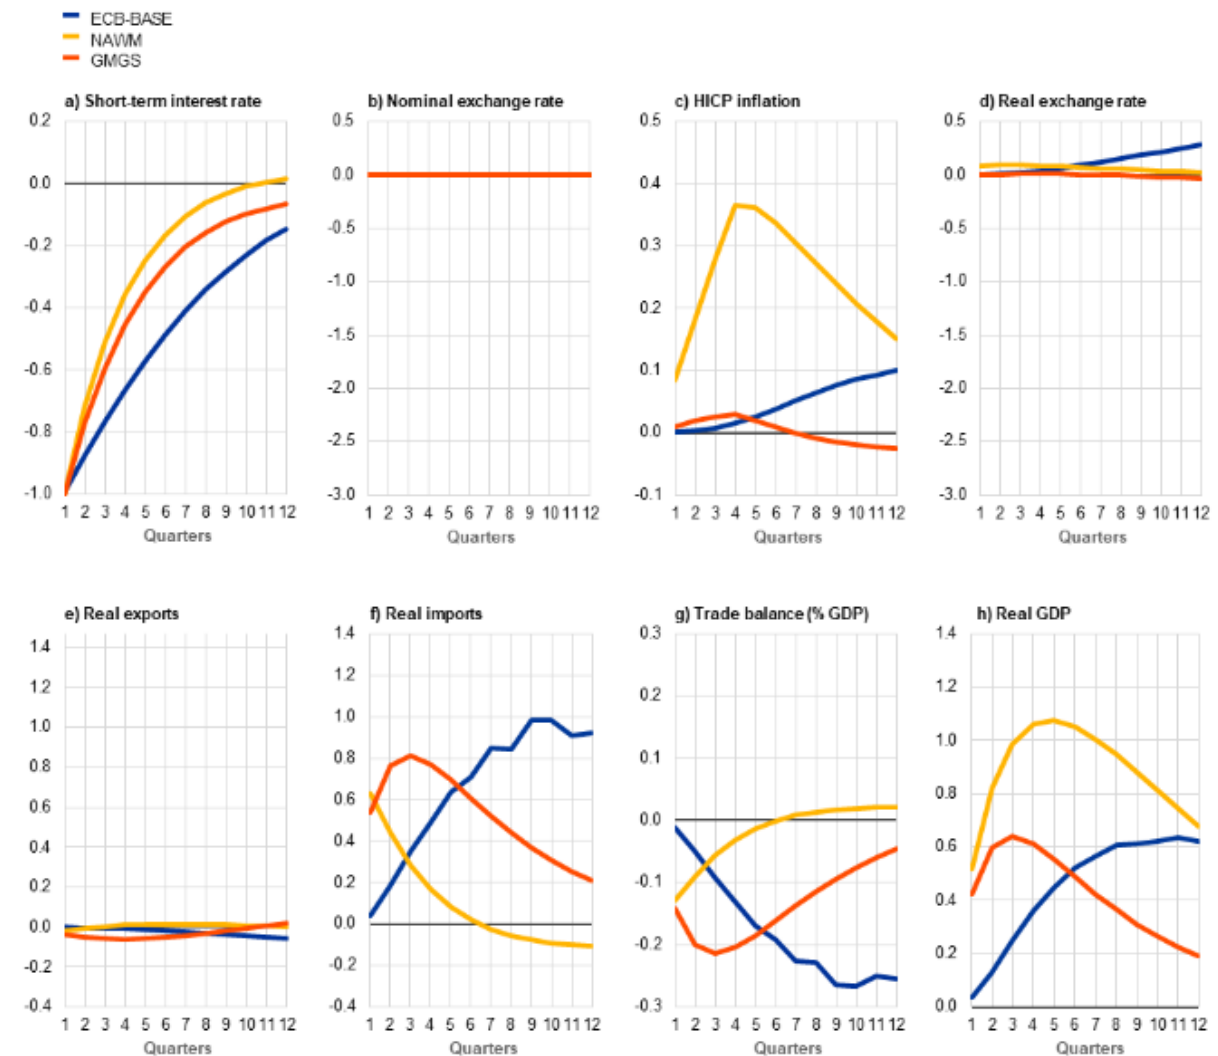 ECB-BASE
NAWM
GMGS
a) Short-term interest rate
0.2
0.0
-0.2
-0.4
-0.6
-0.8
-1.0
1 2 3 4 5 6 7 8 9 10 11 12
Quarters
b) Nominal exchange rate
0.5
0.0
-0.5
-1.0
-1.5
-2.0
-2.5
-3.0
1 2 3 4 5 6 7 8 9 10 11 12
Quarters
c) HICP inflation
0.5
0.4
0.3
0.2
0.1
0.0
-0.1
1 2 3 4 5 6 7 8 9 10 11 12
Quarters
d) Real exchange rate
0.5
0.0
-0.5
-1.0
-1.5
-2.0
-2.5
-3.0
1 2 3 4 5 6 7 8 9 10 11 12
Quarters
e) Real exports
1.4
1.2
1.0
0.8
0.6
0.4
0.2
0.0
-0.2
-0.4
1 2 3 4 5 6 7 8 9 10 11 12
Quarters
f) Real imports
1.4
1.2
1.0
0.8
0.6
0.4
0.2
0.0
-0.2
-0.4
1 2 3 4 5 6 7 8 9 10 11 12
Quarters
g) Trade balance (% GDP)
0.3
0.2
0.1
0.0
-0.1
-0.2
-0.3
1 2 3 4 5 6 7 8 9 10 11 12
Quarters
h) Real GDP
1.4
1.2
1.0
0.8
0.6
0.4
0.2
0.0
1 2 3 4 5 6 7 8 9 10 11 12
Quarters